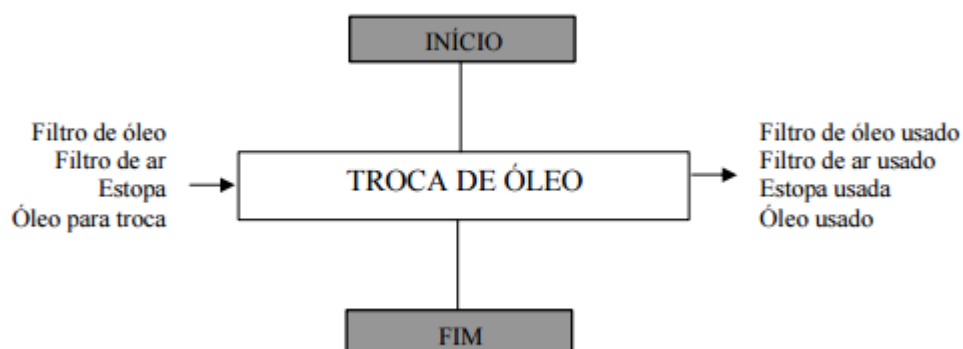 INÍCIO
Filtro de óleo
Filtro de ar
Estopa
Óleo para troca
TROCA DE ÓLEO
Filtro de óleo usado
Filtro de ar usado
Estopa usada
Óleo usado
FIM